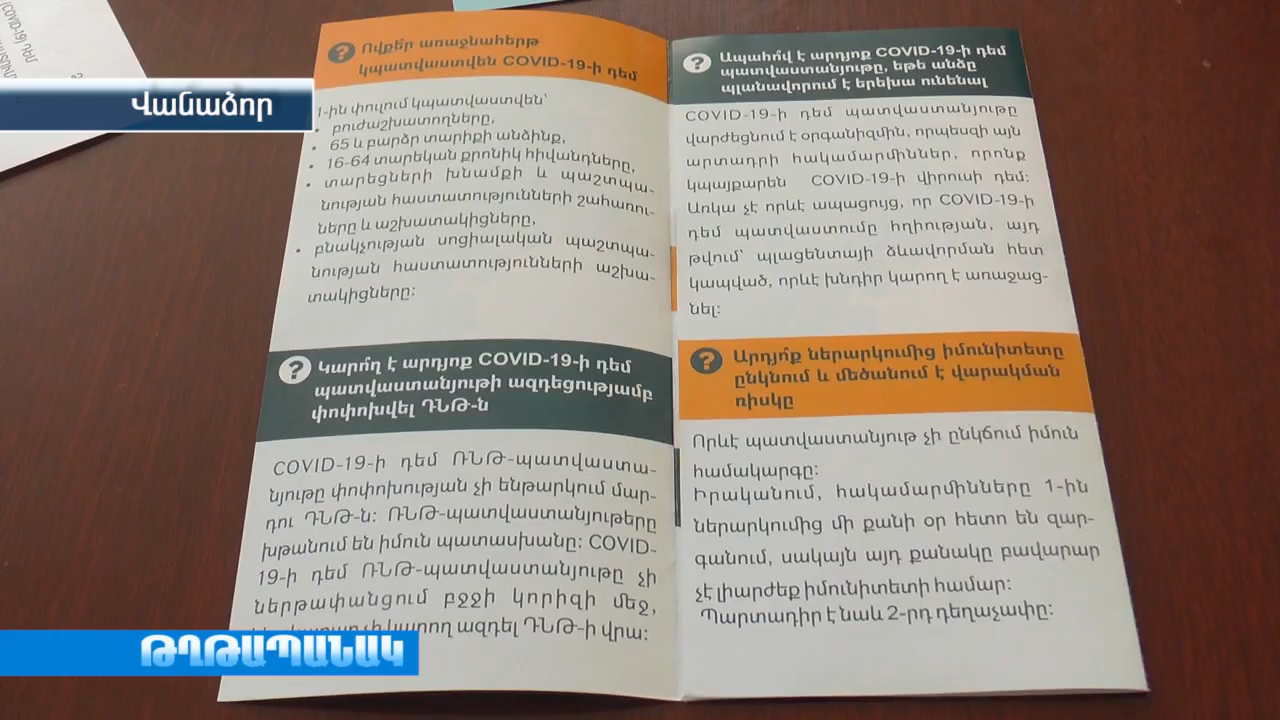 (COVID-19) ԴԵՄ
Վանաձոր
Ովքե՞ր առաջնահերթ
կպատվաստվեն COVID-19-ի դեմ
1-ին փուլում կպատվաստվեն՝
• բուժաշխատողները,
• 65 և բարձր տարիքի անձինք,
• 16-64 տարեկան քրոնիկ հիվանդները,
• տարեցների խնամքի և պաշտպա-
նության հաստատությունների շահառու-
ները և աշխատակիցները,
• բնակչության սոցիալական պաշտպա-
նության հաստատությունների աշխա-
տակիցները:
Կարո՞ղ է արդյոք COVID-19-ի դեմ
պատվաստանյութի ազդեցությամբ
փոփոխվել ԴՆԹ-ն
COVID-19-ի դեմ ՌՆԹ-պատվաստա-
նյութը փոփոխության չի ենթարկում մար-
դու ԴՆԹ-ն: ՌՆԹ-պատվաստանյութերը
խթանում են իմուն պատասխանը: COVID-
19-ի դեմ ՌՆԹ-պատվաստանյութը չի
ներթափանցում բջջի կորիզի մեջ,
չի կարող ազդել ԴՆԹ-ի վրա:
Ապահո՞վ է արդյոք COVID-19-ի դեմ
պատվաստանյութը, եթե անձը
պլանավորում է երեխա ունենալ
COVID-19-ի դեմ պատվաստանյութը
վարժեցնում է օրգանիզմին, որպեսզի այն
արտադրի հակամարմիններ, որոնք
կպայքարեն COVID-19-ի վիրուսի դեմ:
Առկա չէ որևէ ապացույց, որ COVID-19-ի
դեմ պատվաստումը հղիության, այդ
թվում՝ պլացենտայի ձևավորման հետ
կապված, որևէ խնդիր կարող է առաջաց-
նել:
Արդյո՞ք ներարկումից իմունիտետը
ընկնում և մեծանում է վարակման
ռիսկը
Որևէ պատվաստանյութ չի ընկճում իմուն
համակարգը:
Իրականում, հակամարմինները 1-ին
ներարկումից մի քանի օր հետո են զար-
գանում, սակայն այդ քանակը բավարար
չէ լիարժեք իմունիտետի համար:
Պարտադիր է նաև 2-րդ դեղաչափը:
ԹՂԹԱՊԱՆԱԿ